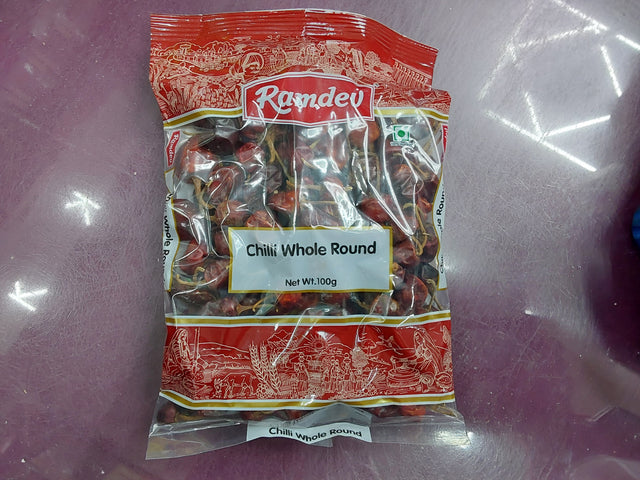 Ramdev
Chilli Whole Round
Net Wt.100g
Chilli Whole Round